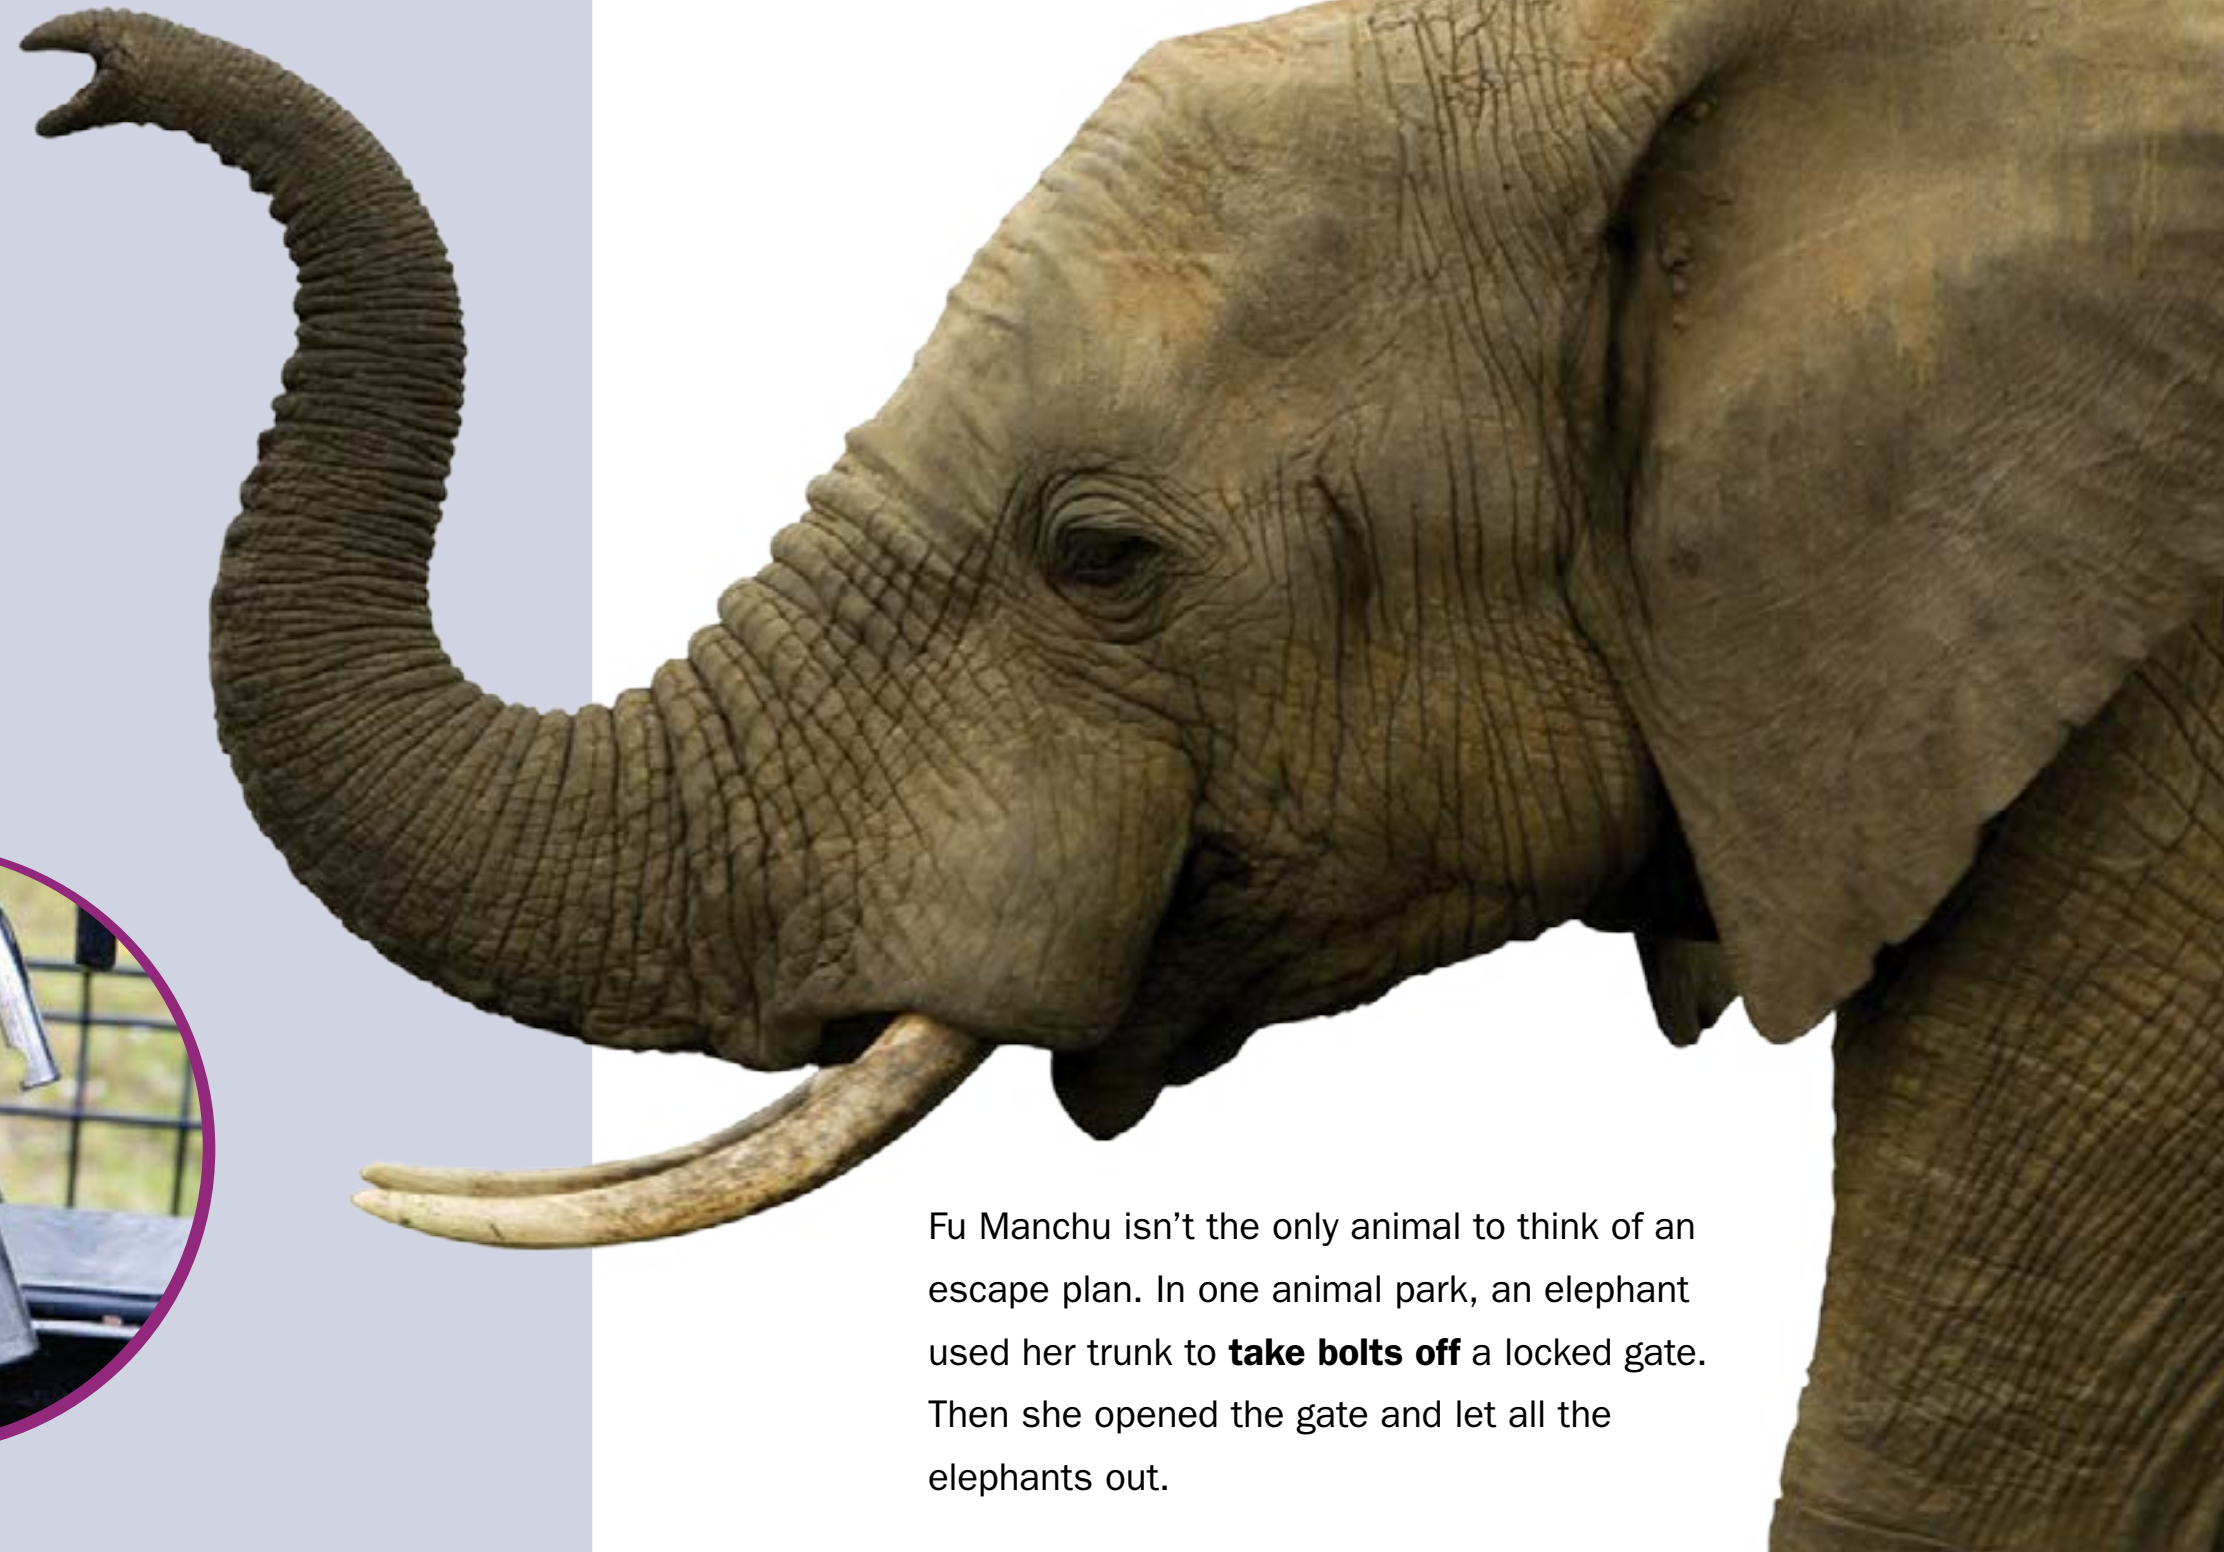 Fu Manchu isn’t the only animal to think of an
escape plan. In one animal park, an elephant
used her trunk to take bolts off a locked gate.
Then she opened the gate and let all the
elephants out.